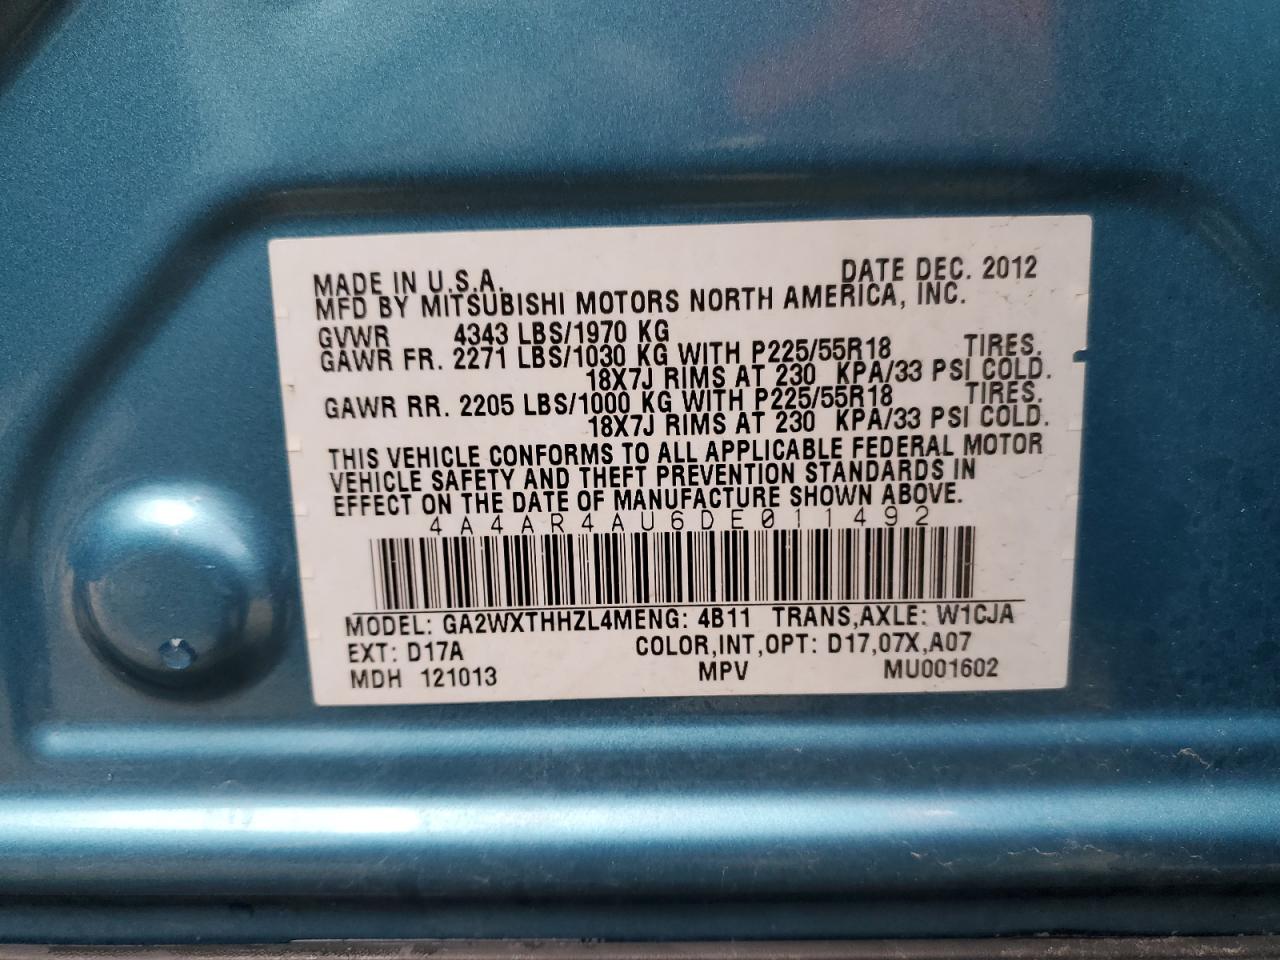 MADE IN U.S.A. DATE DEC. 2012
MFD BY MITSUBISHI MOTORS NORTH AMERICA, INC.
GVWR 4343 LBS/1970 KG
GAWR FR. 2271 LBS/1030 KG WITH P225/55R18 TIRES.
18X7J RIMS AT 230 KPA/33 PSI COLD.
GAWR RR. 2205 LBS/1000 KG WITH P225/55R18 TIRES.
18X7J RIMS AT 230 KPA/33 PSI COLD.
THIS VEHICLE CONFORMS TO ALL APPLICABLE FEDERAL MOTOR
VEHICLE SAFETY AND THEFT PREVENTION STANDARDS IN
EFFECT ON THE DATE OF MANUFACTURE SHOWN ABOVE.
4A4AR4AU6DE011492
MODEL: GA2WXTHHZL4MENG: 4B11 TRANS,AXLE: W1CJA
EXT: D17A COLOR,INT,OPT: D17,07X,A07
MDH 121013 MPV MU001602